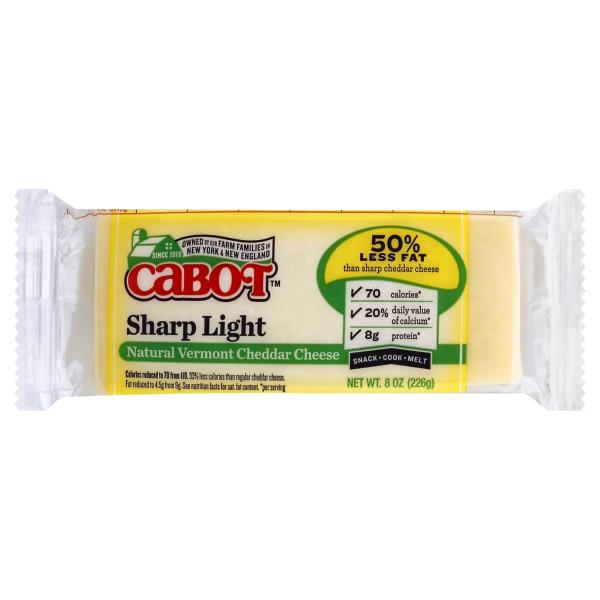 OWNED BY OUR FARM FAMILIES IN
NEW YORK & NEW ENGLAND
SINCE 1919
CABOT™
Sharp Light
Natural Vermont Cheddar Cheese
Calories reduced to 70 from 110. 32% less calories than regular cheddar cheese.
Fat reduced to 4.5g from 9g. See nutrition facts for sat. fat content. *per serving
50%
LESS FAT
than sharp cheddar cheese
✓ 70 calories*
✓ 20% daily value
of calcium*
✓ 8g protein*
SNACK • COOK • MELT
NET WT. 8 OZ (226g)